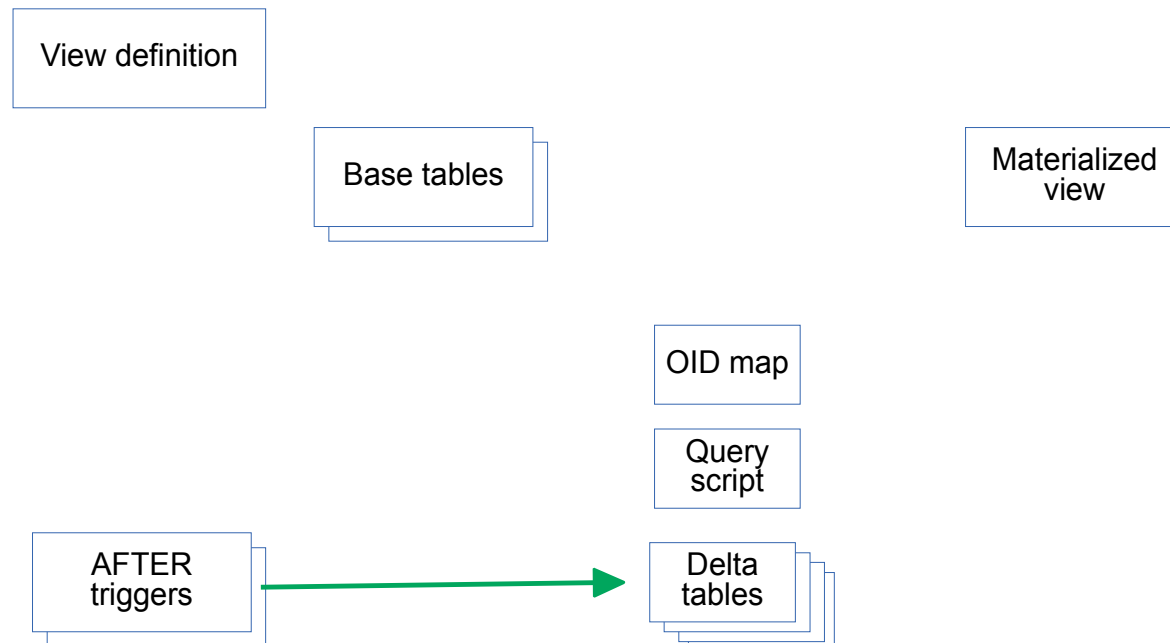 View definition
Base tables
Materialized
view
OID map
Query
script
AFTER
triggers
Delta
tables